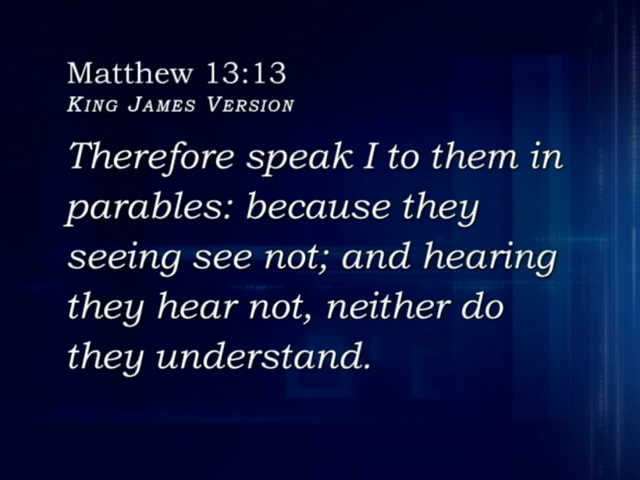 Matthew 13:13
King James Version
Therefore speak I to them in
parables: because they
seeing see not; and hearing
they hear not, neither do
they understand.